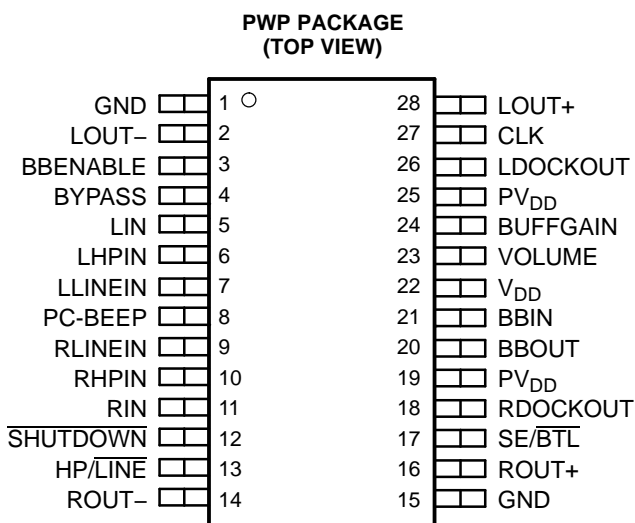 PWP PACKAGE
(TOP VIEW)
GND 1 28 LOUT+
LOUT− 2 27 CLK
BBENABLE 3 26 LDOCKOUT
BYPASS 4 25 PVDD
LIN 5 24 BUFFGAIN
LHPIN 6 23 VOLUME
LLINEIN 7 22 VDD
PC-BEEP 8 21 BBIN
RLINEIN 9 20 BBOUT
RHPIN 10 19 PVDD
RIN 11 18 RDOCKOUT
SHUTDOWN 12 17 SE/BTL
HP/LINE 13 16 ROUT+
ROUT− 14 15 GND